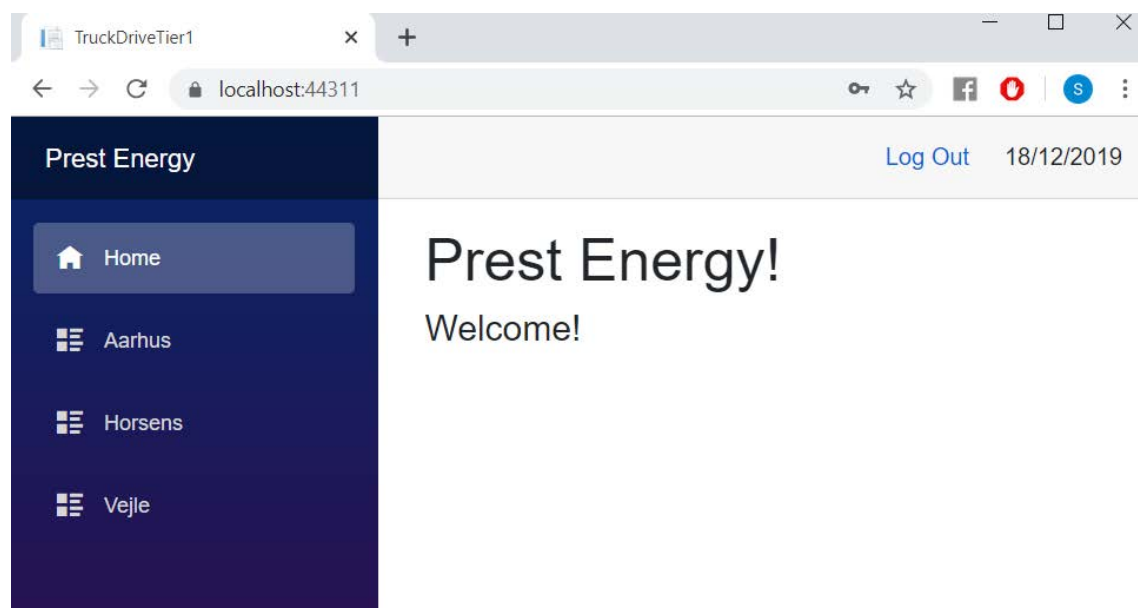 TruckDriveTier1
localhost:44311
S
Prest Energy
Log Out 18/12/2019
Home
Prest Energy!
Welcome!
Aarhus
Horsens
Vejle